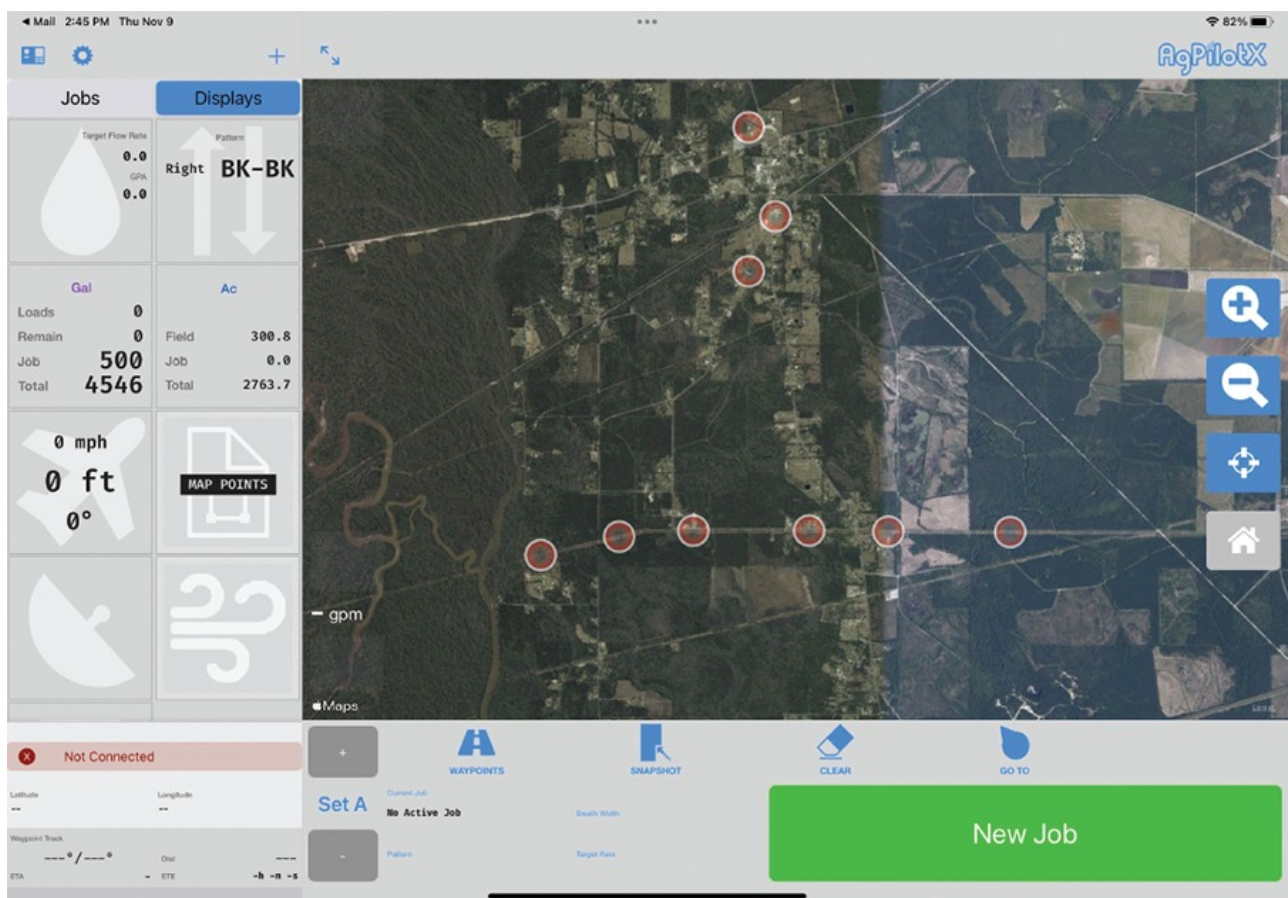 ◀ Mail 2:45 PM Thu Nov 9
82%
AgPilotX
Jobs
Displays
Target Flow Rate
0.0
GPA
0.0
Pattern
Right BK-BK
Gal
Loads 0
Remain 0
Job 500
Total 4546
Ac
Field 300.8
Job 0.0
Total 2763.7
0 mph
0 ft
0°
MAP POINTS
Not Connected
Latitude
--
Longitude
--
Waypoint Track
---°/---°
Dist ---
ETA -
ETE -h -m -s
- gpm
Maps
Legal
+
Set A
-
WAYPOINTS
SNAPSHOT
CLEAR
GO TO
Current Job
No Active Job
Swath Width
Pattern
Target Rate
New Job